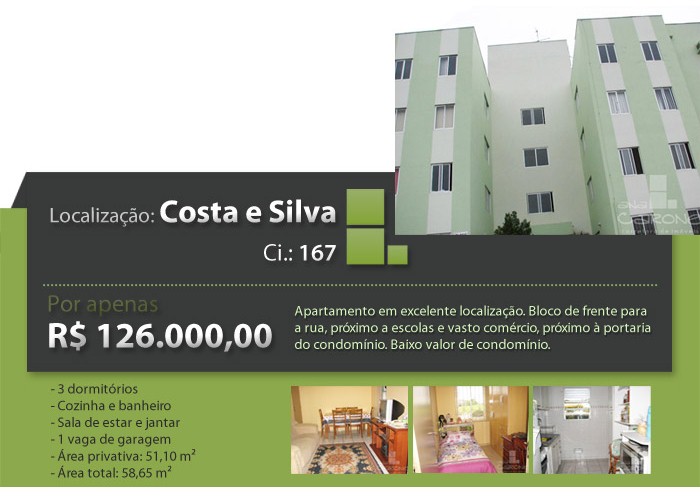 Localização: Costa e Silva
Ci.: 167
Por apenas
R$ 126.000,00
Apartamento em excelente localização. Bloco de frente para
a rua, próximo a escolas e vasto comércio, próximo à portaria
do condomínio. Baixo valor de condomínio.
- 3 dormitórios
- Cozinha e banheiro
- Sala de estar e jantar
- 1 vaga de garagem
- Área privativa: 51,10 m²
- Área total: 58,65 m²